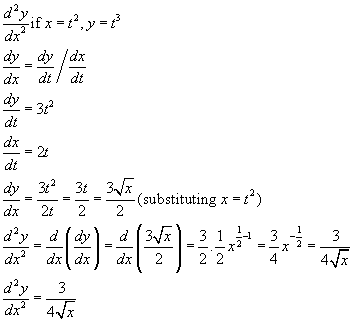 d²y/dx² if x = t², y = t³
dy/dx = dy/dt / dx/dt
dy/dt = 3t²
dx/dt = 2t
dy/dx = 3t²/2t = 3t/2 = 3√x/2 (substituting x = t²)
d²y/dx² = d/dx (dy/dx) = d/dx (3√x/2) = 3/2 . 1/2 x^(1/2 −1) = 3/4 x^(−1/2) = 3/(4√x)
d²y/dx² = 3/(4√x)